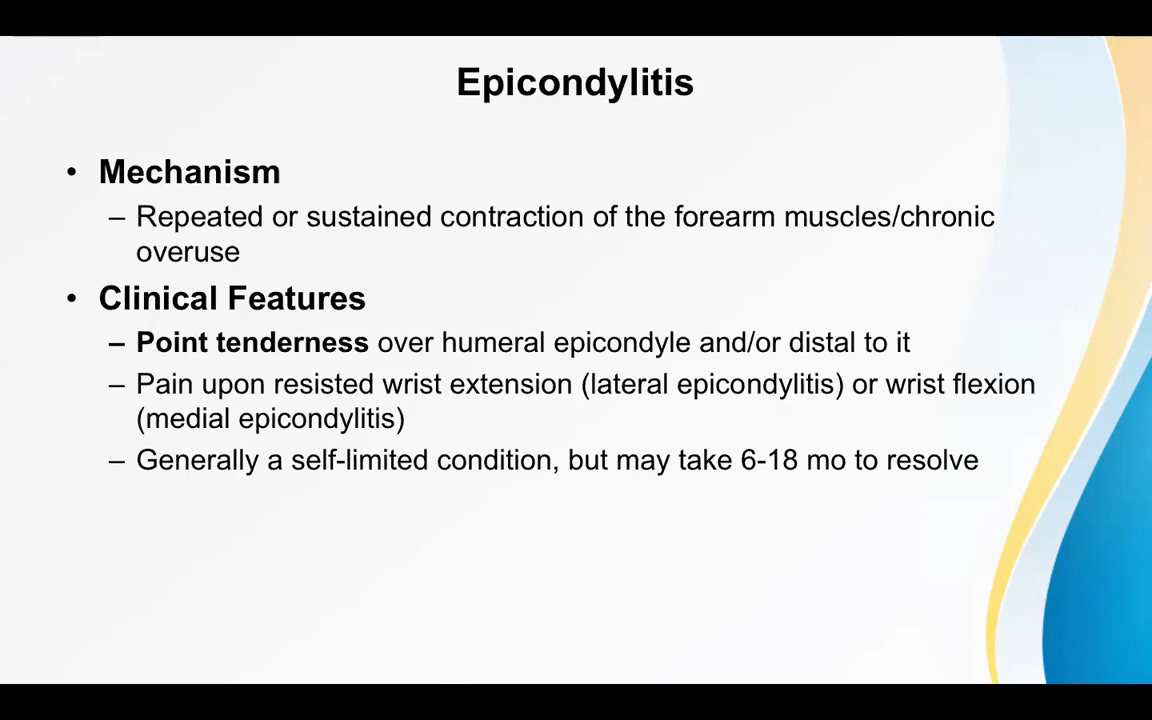 Epicondylitis
• Mechanism
– Repeated or sustained contraction of the forearm muscles/chronic
overuse
• Clinical Features
– Point tenderness over humeral epicondyle and/or distal to it
– Pain upon resisted wrist extension (lateral epicondylitis) or wrist flexion
(medial epicondylitis)
– Generally a self-limited condition, but may take 6-18 mo to resolve